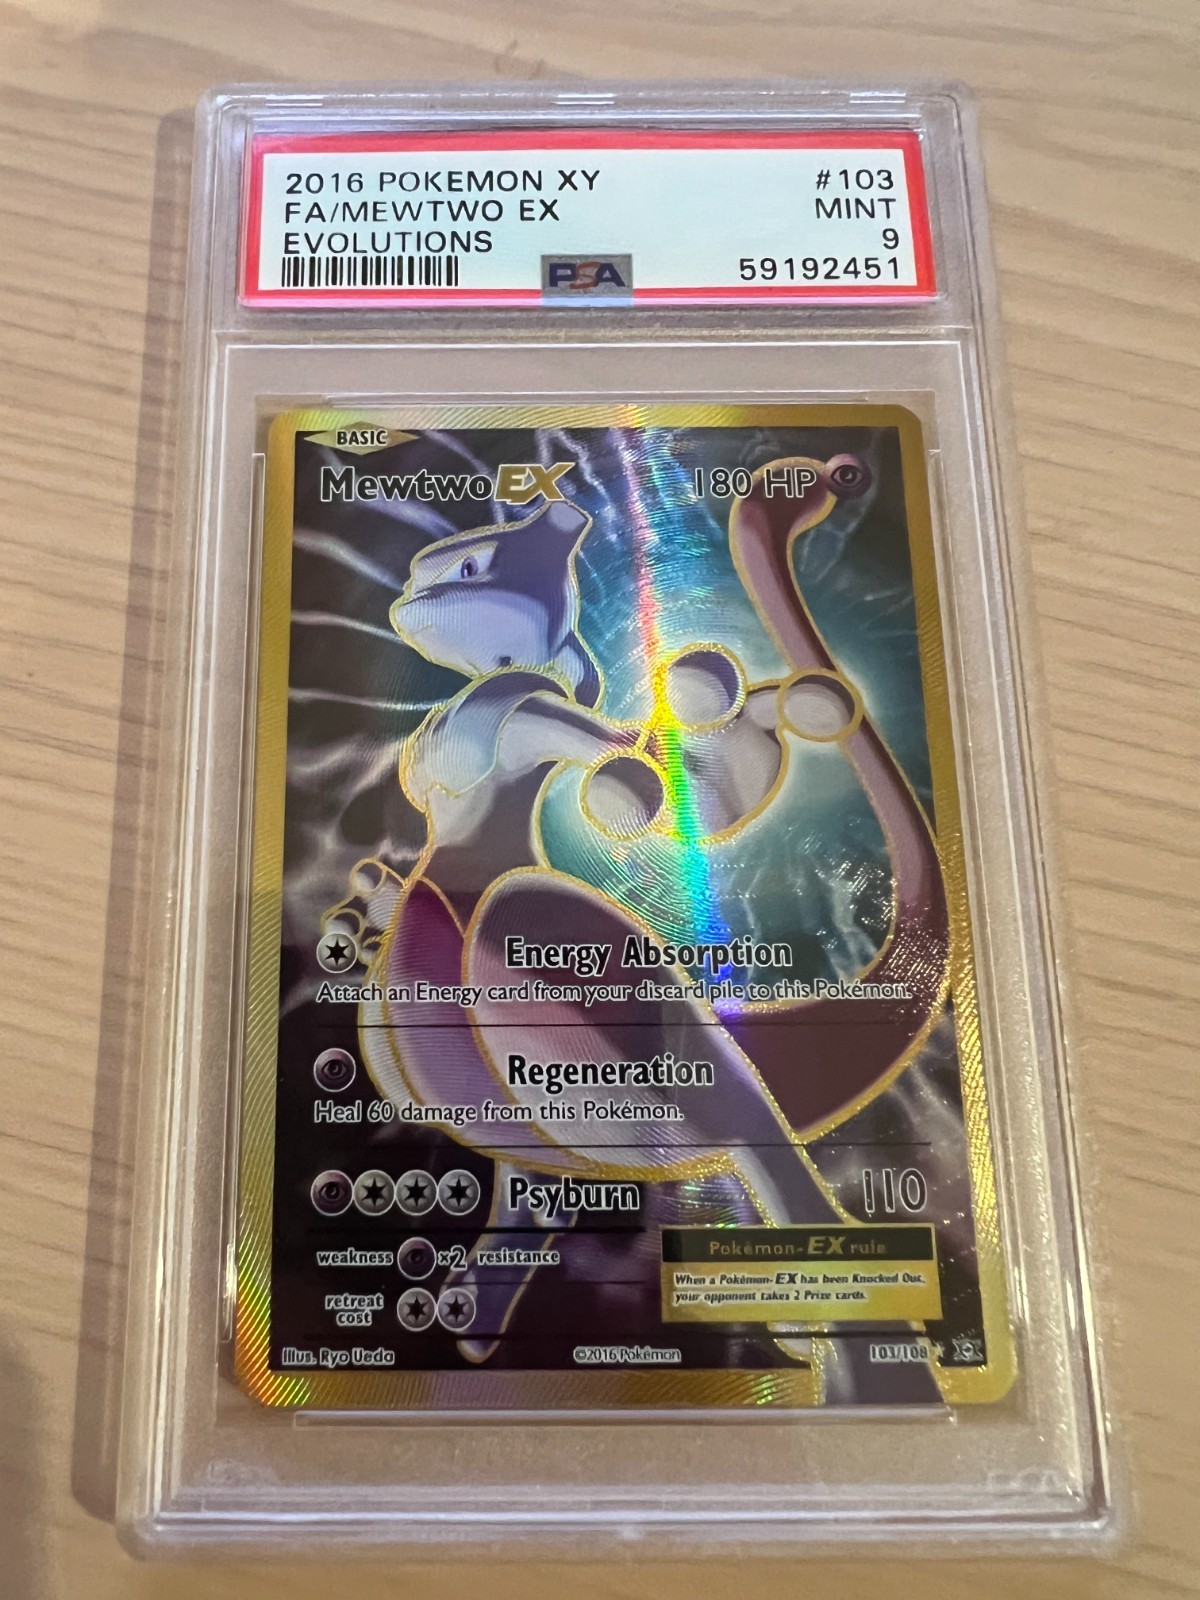 2016 POKEMON XY #103
FA/MEWTWO EX MINT
EVOLUTIONS 9
PSA 59192451
BASIC
Mewtwo EX 180 HP
Energy Absorption
Attach an Energy card from your discard pile to this Pokémon.
Regeneration
Heal 60 damage from this Pokémon.
Psyburn 110
weakness ×2 resistance
retreat
cost
Pokémon-EX rule
When a Pokémon-EX has been Knocked Out,
your opponent takes 2 Prize cards.
Illus. Ryo Ueda ©2016 Pokémon 103/108 ★